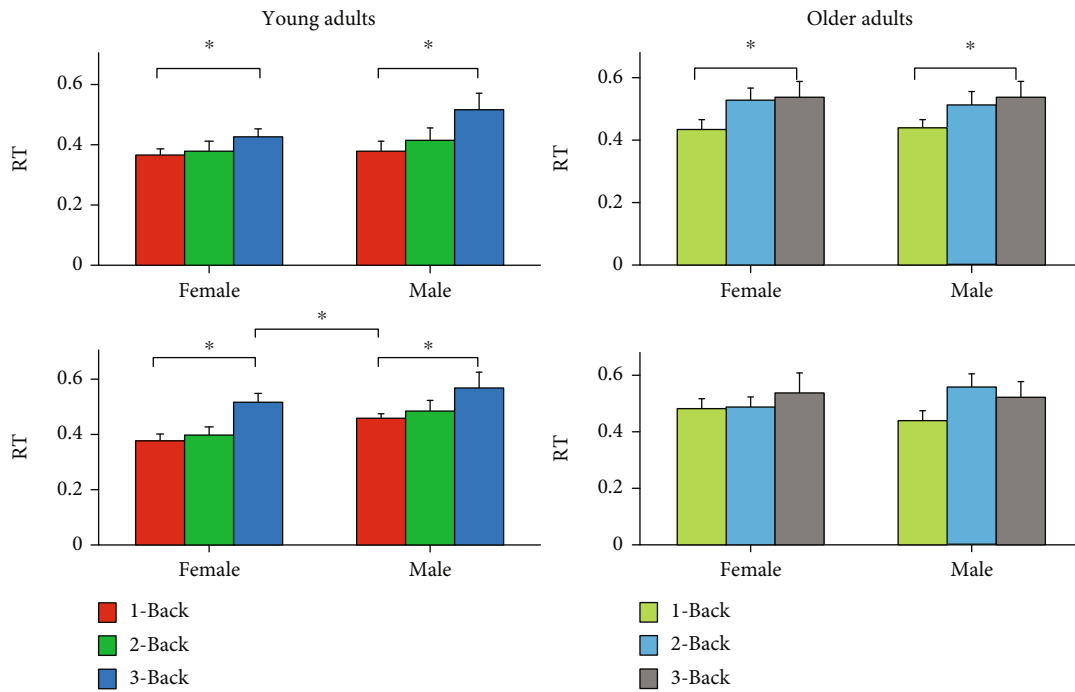 Young adults
*
*
0.6
0.4
0.2
0
RT
Female
Male
Older adults
*
*
0.6
0.4
0.2
0
RT
Female
Male
*
*
*
0.6
0.4
0.2
0
RT
Female
Male
0.6
0.4
0.2
0
RT
Female
Male
1-Back
2-Back
3-Back
1-Back
2-Back
3-Back